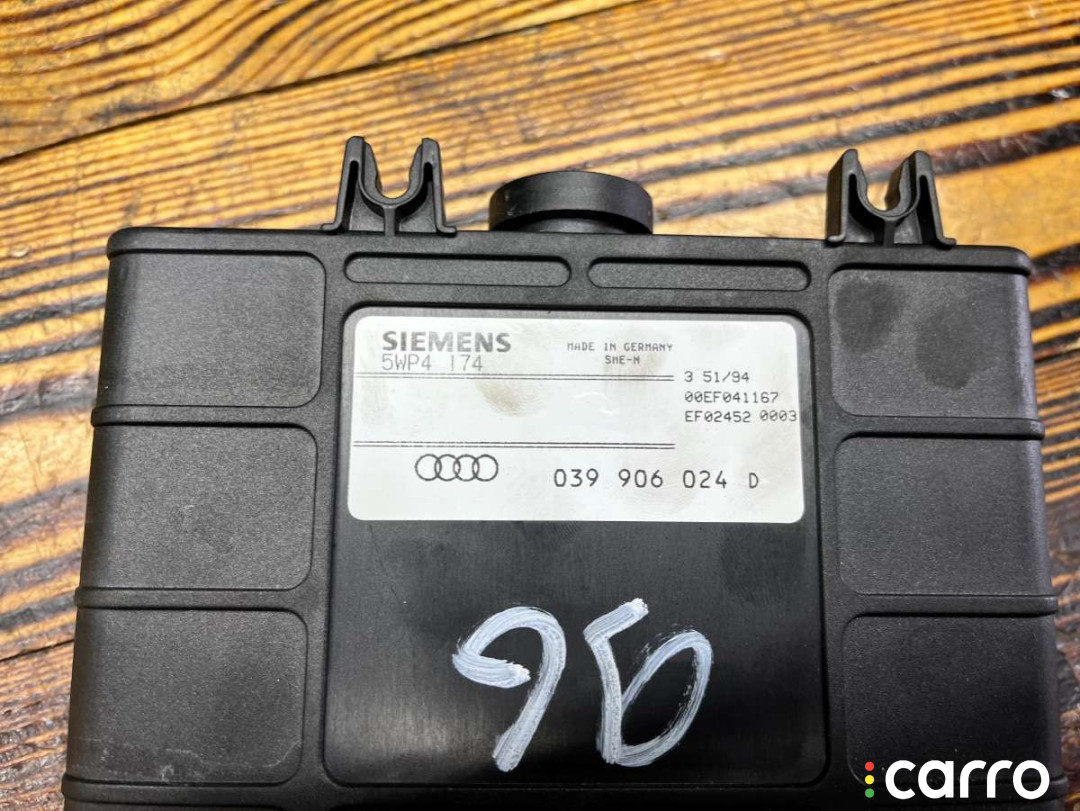 SIEMENS
5WP4 174
MADE IN GERMANY
SME-N
3 51/94
00EF041167
EF02452 0003
039 906 024 D
96
carro